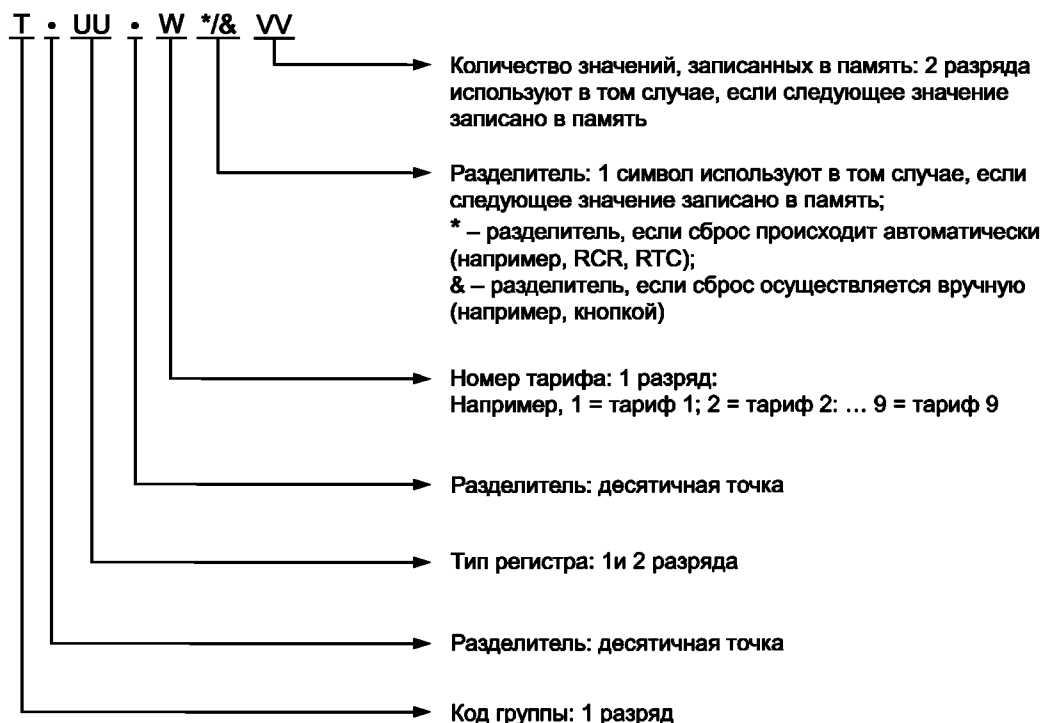 T • UU • W */& VV
Количество значений, записанных в память: 2 разряда
используют в том случае, если следующее значение
записано в память
Разделитель: 1 символ используют в том случае, если
следующее значение записано в память;
* – разделитель, если сброс происходит автоматически
(например, RCR, RTC);
& – разделитель, если сброс осуществляется вручную
(например, кнопкой)
Номер тарифа: 1 разряд:
Например, 1 = тариф 1; 2 = тариф 2: … 9 = тариф 9
Разделитель: десятичная точка
Тип регистра: 1и 2 разряда
Разделитель: десятичная точка
Код группы: 1 разряд